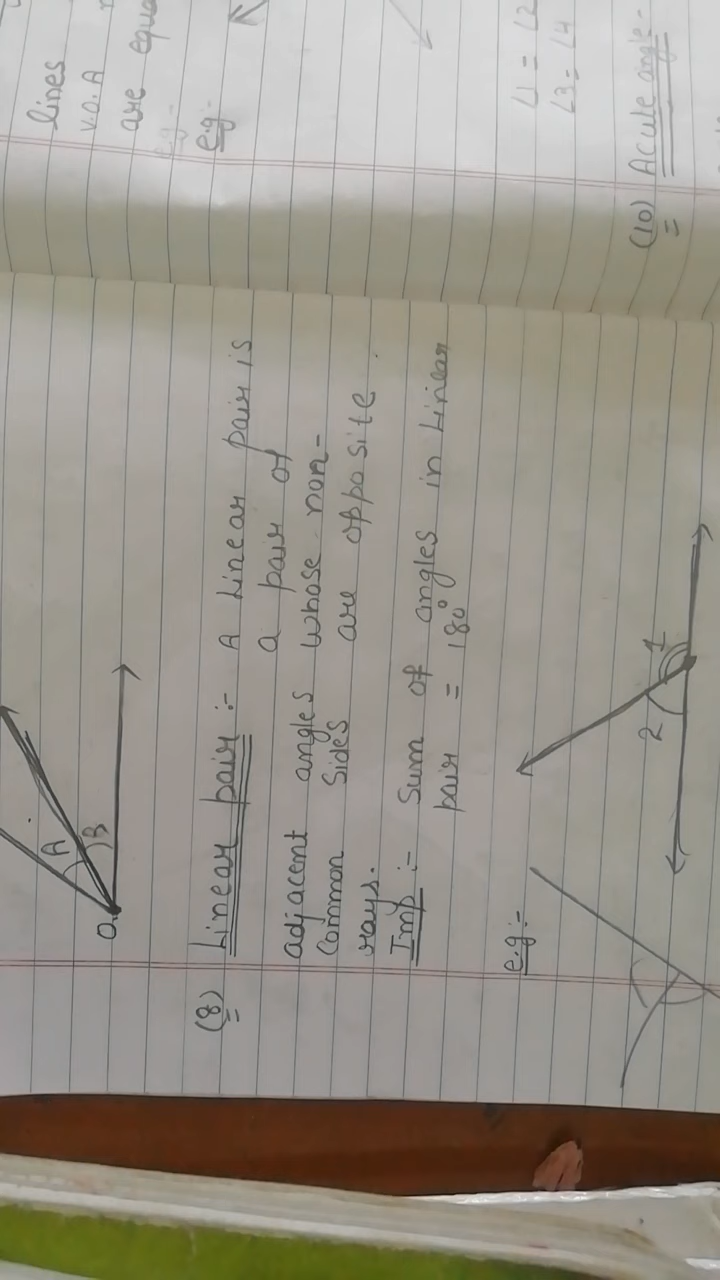 O
A
B
(8) Linear pair :- A Linear pair is
a pair of
adjacent angles whose non-
common sides are opposite
rays.
Imp :- Sum of angles in Linear
pair = 180°
e.g:-
2
1
lines
v.o.A
are equa
e.g:-
∠1 = ∠2
∠3 = ∠4
(10) Acute angle:-